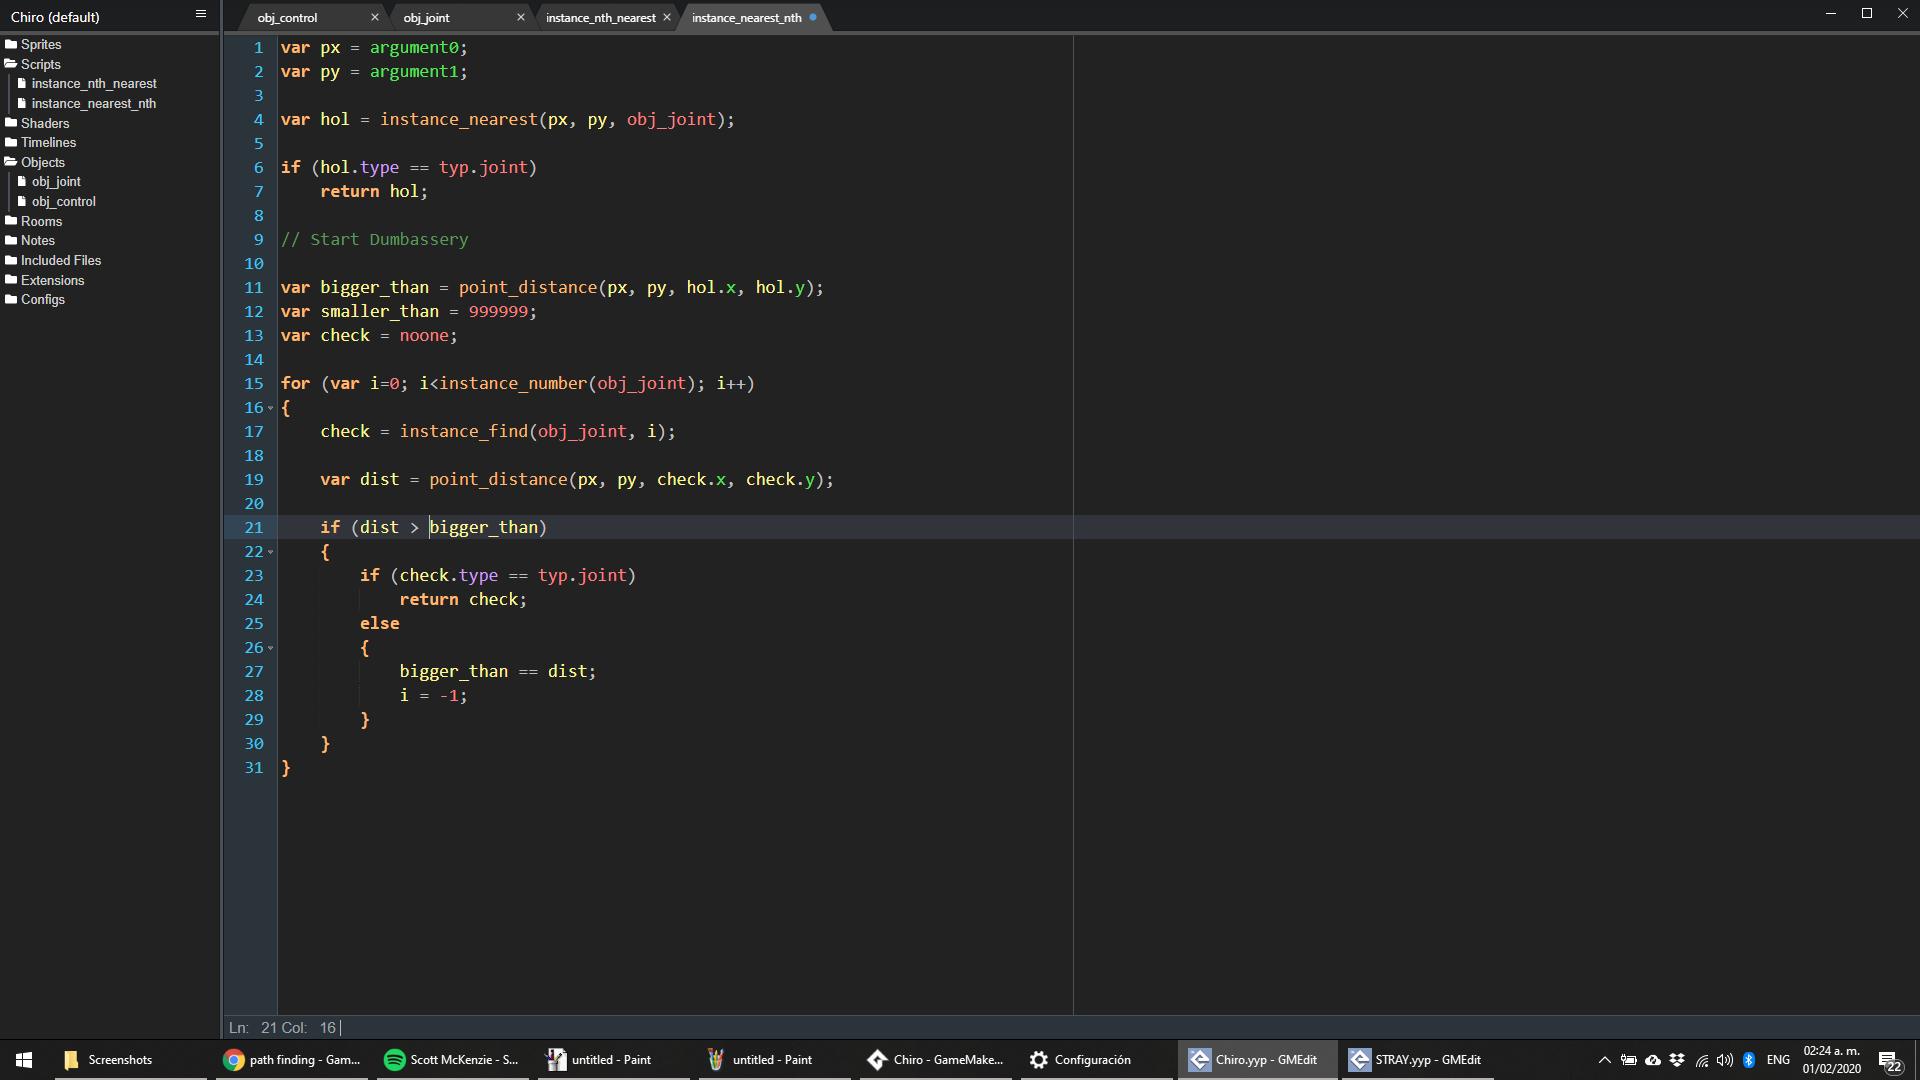 Chiro (default)
obj_control
obj_joint
instance_nth_nearest
instance_nearest_nth
Sprites
Scripts
instance_nth_nearest
instance_nearest_nth
Shaders
Timelines
Objects
obj_joint
obj_control
Rooms
Notes
Included Files
Extensions
Configs
1 var px = argument0;
2 var py = argument1;
3
4 var hol = instance_nearest(px, py, obj_joint);
5
6 if (hol.type == typ.joint)
7 return hol;
8
9 // Start Dumbassery
10
11 var bigger_than = point_distance(px, py, hol.x, hol.y);
12 var smaller_than = 999999;
13 var check = noone;
14
15 for (var i=0; i<instance_number(obj_joint); i++)
16 {
17 check = instance_find(obj_joint, i);
18
19 var dist = point_distance(px, py, check.x, check.y);
20
21 if (dist > bigger_than)
22 {
23 if (check.type == typ.joint)
24 return check;
25 else
26 {
27 bigger_than == dist;
28 i = -1;
29 }
30 }
31 }
Ln: 21 Col: 16
Screenshots
path finding - Gam...
Scott McKenzie - S...
untitled - Paint
untitled - Paint
Chiro - GameMake...
Configuración
Chiro.yyp - GMEdit
STRAY.yyp - GMEdit
ENG
02:24 a. m.
01/02/2020
22